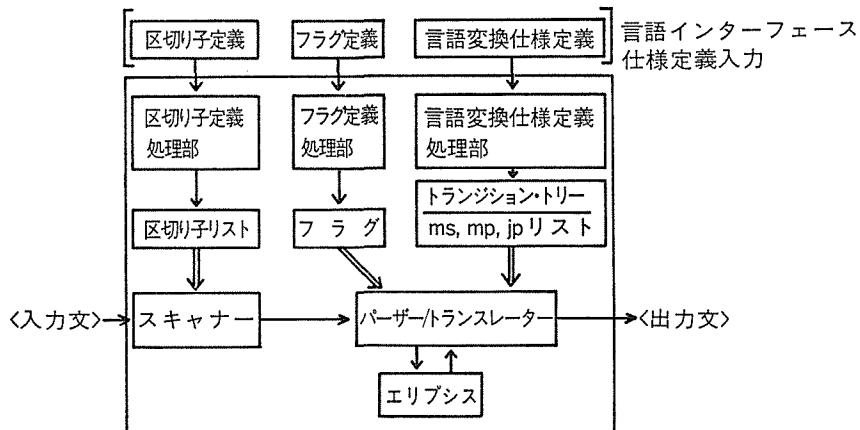 区切り子定義
フラグ定義
言語変換仕様定義
言語インターフェース
仕様定義入力
区切り子定義
処理部
フラグ定義
処理部
言語変換仕様定義
処理部
トランジション・トリー
ms, mp, jpリスト
区切り子リスト
フラグ
〈入力文〉
スキャナー
パーザー/トランスレーター
〈出力文〉
エリプシス